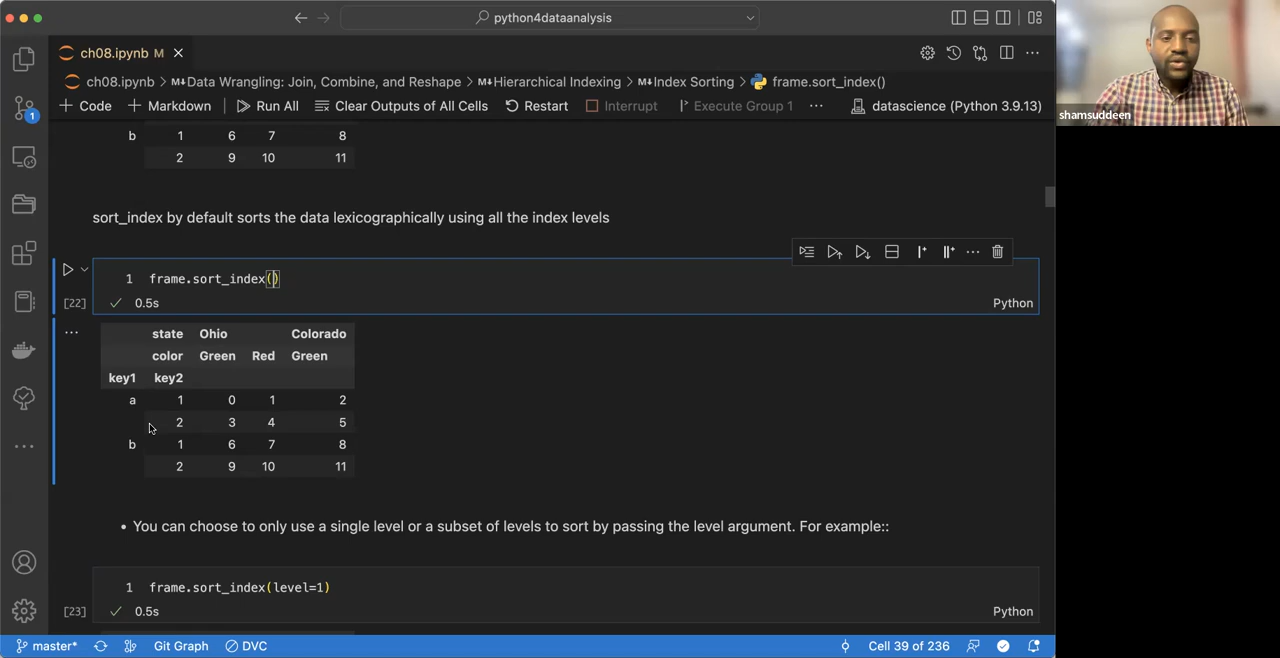 python4dataanalysis
ch08.ipynb M
ch08.ipynb > M↓Data Wrangling: Join, Combine, and Reshape > M↓Hierarchical Indexing > M↓Index Sorting > frame.sort_index()
+ Code + Markdown Run All Clear Outputs of All Cells Restart Interrupt Execute Group 1 ... datascience (Python 3.9.13)
shamsuddeen
1
b 1 6 7 8
2 9 10 11
sort_index by default sorts the data lexicographically using all the index levels
1 frame.sort_index()
[22] 0.5s Python
state Ohio Colorado
color Green Red Green
key1 key2
a 1 0 1 2
2 3 4 5
b 1 6 7 8
2 9 10 11
• You can choose to only use a single level or a subset of levels to sort by passing the level argument. For example::
1 frame.sort_index(level=1)
[23] 0.5s Python
master* Git Graph DVC Cell 39 of 236